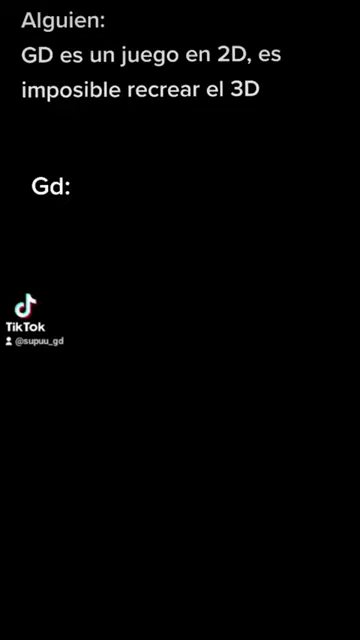 Alguien:
GD es un juego en 2D, es
imposible recrear el 3D
Gd:
TikTok
@supuu_gd